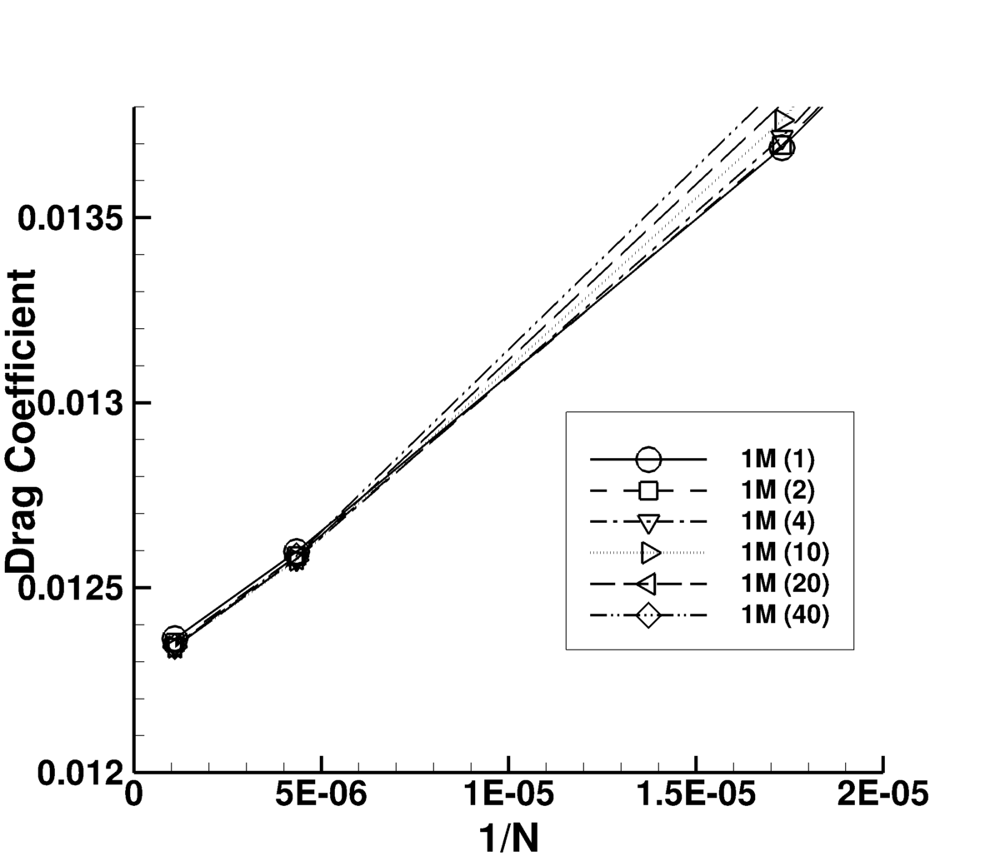 Drag Coefficient
0.0135
0.013
0.0125
0.012
0
5E-06
1E-05
1.5E-05
2E-05
1/N
1M (1)
1M (2)
1M (4)
1M (10)
1M (20)
1M (40)